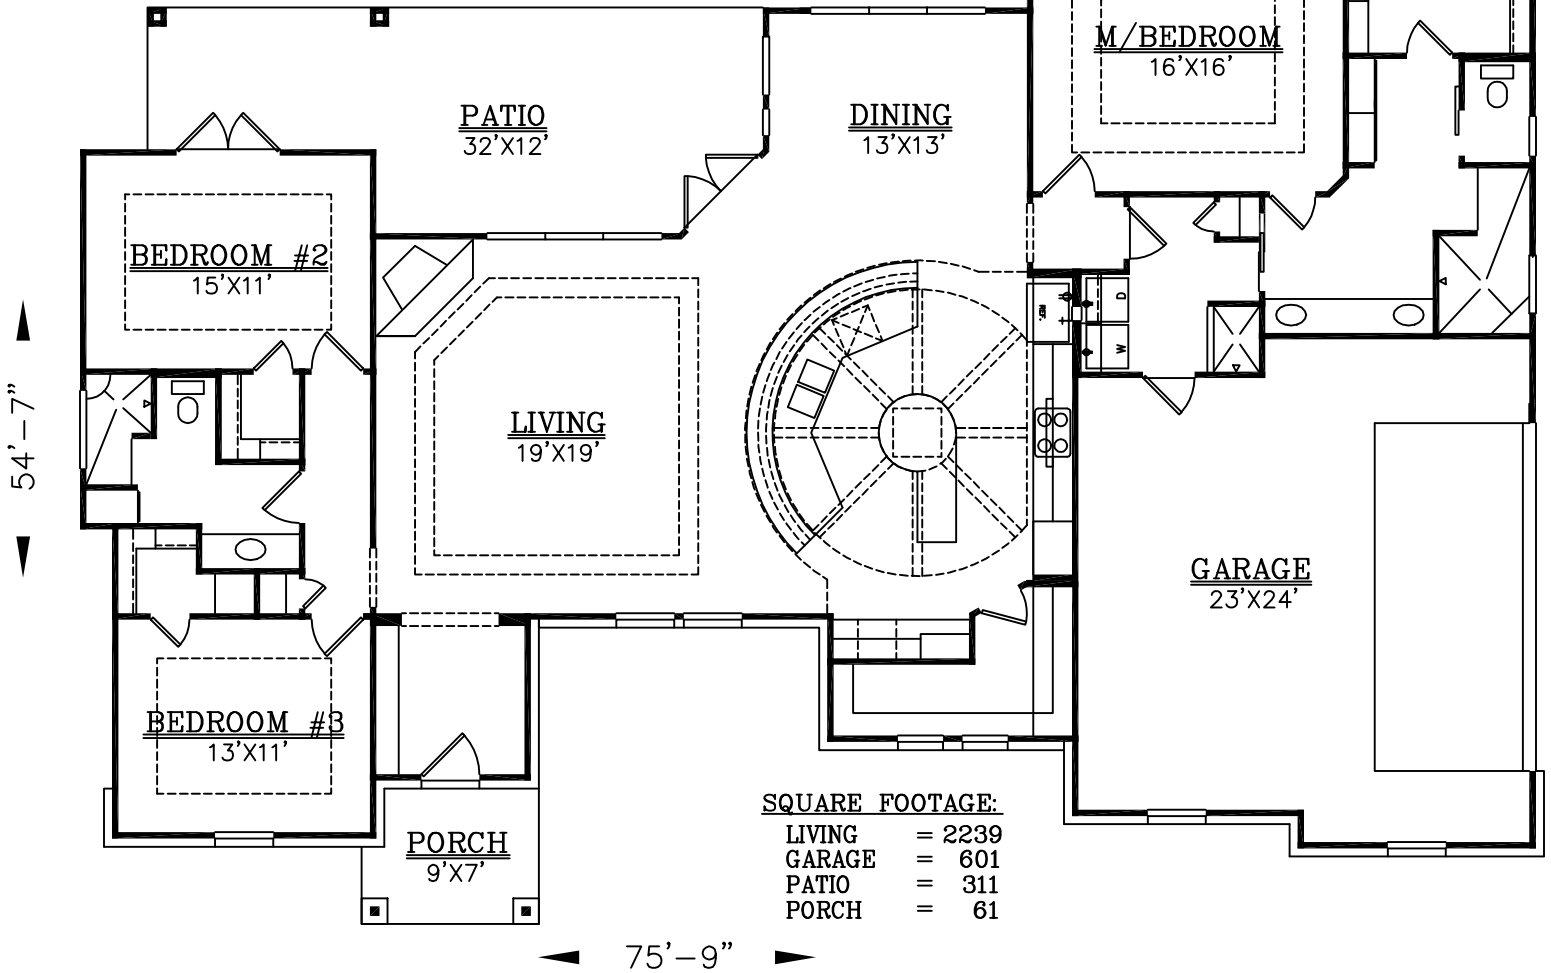 M/BEDROOM
16'X16'
PATIO
32'X12'
DINING
13'X13'
BEDROOM #2
15'X11'
REF.
D
W
54'-7"
LIVING
19'X19'
GARAGE
23'X24'
BEDROOM #3
13'X11'
PORCH
9'X7'
SQUARE FOOTAGE:
LIVING = 2239
GARAGE = 601
PATIO = 311
PORCH = 61
75'-9"